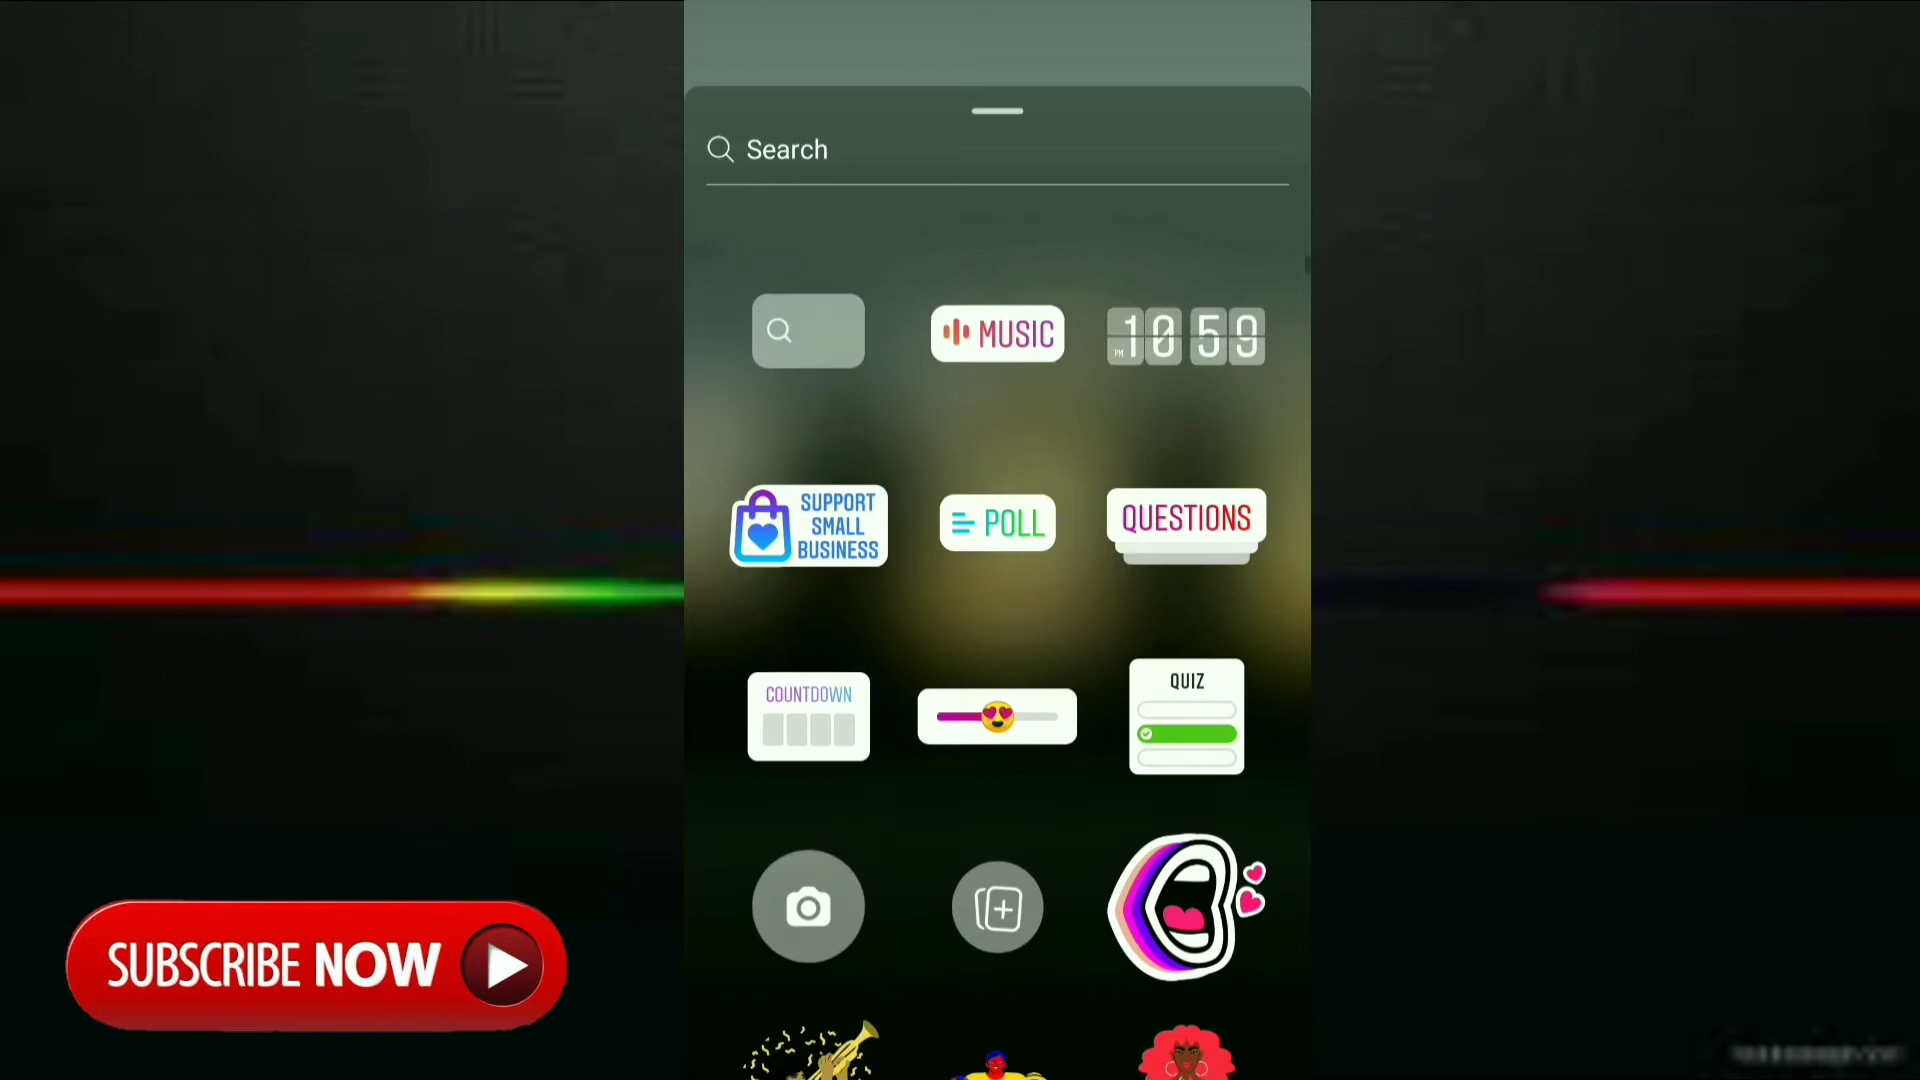 Search
MUSIC
PM 10 59
SUPPORT
SMALL
BUSINESS
POLL
QUESTIONS
COUNTDOWN
QUIZ
SUBSCRIBE NOW